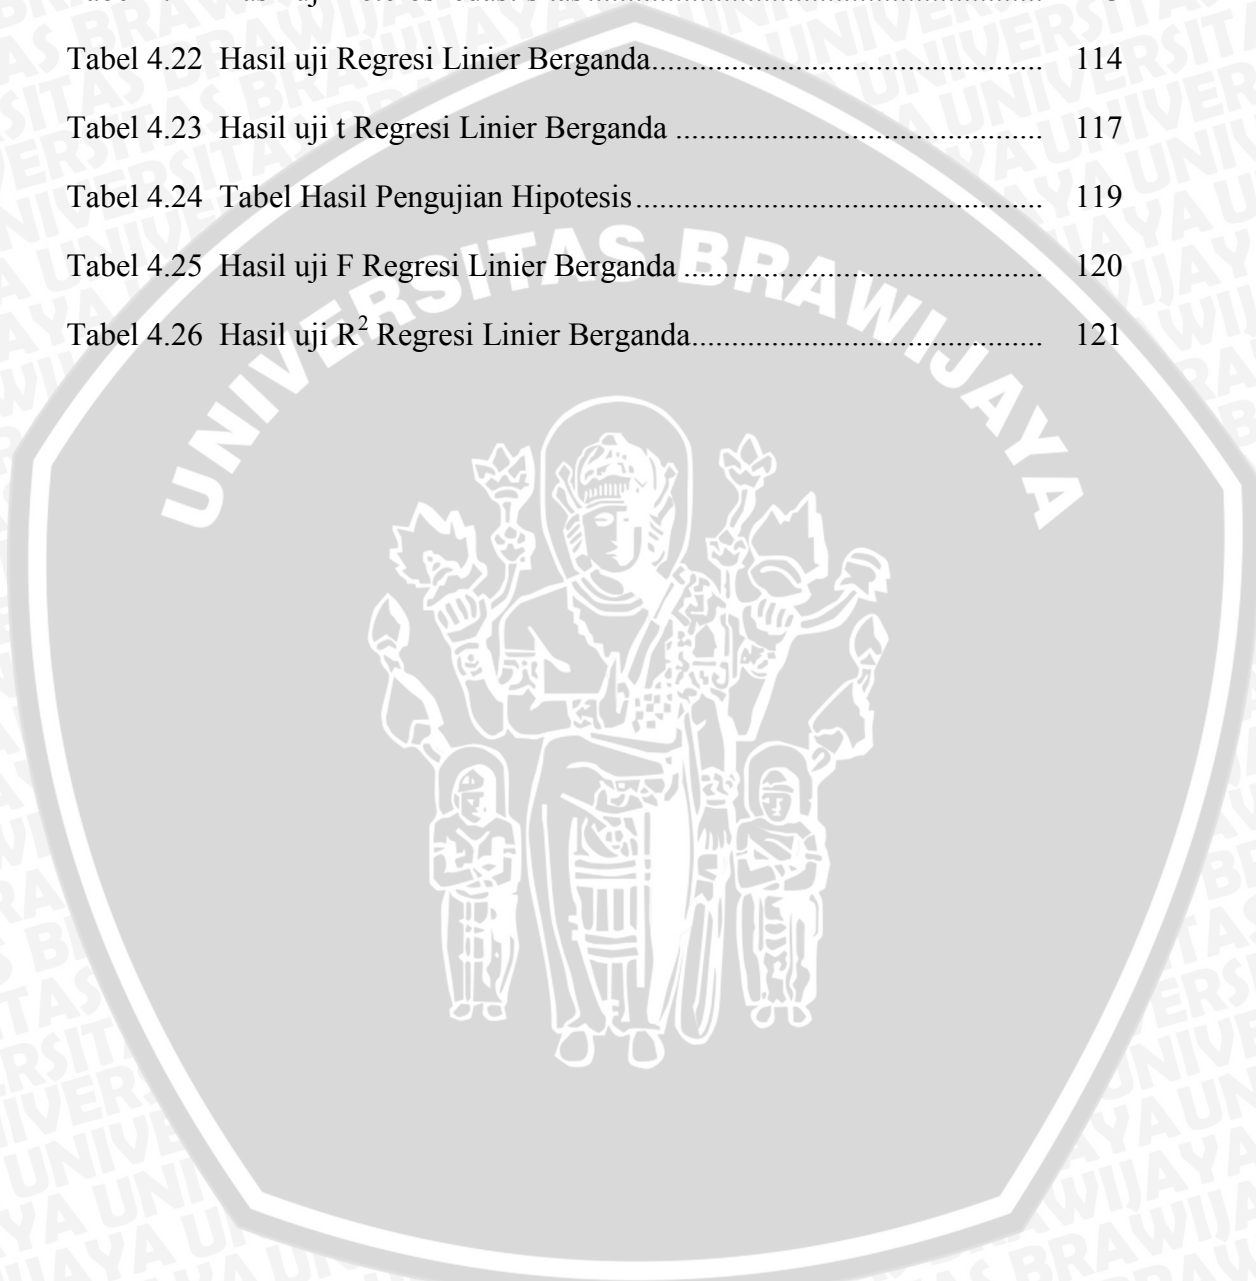 Tabel 4.22 Hasil uji Regresi Linier Berganda............................................... 114
Tabel 4.23 Hasil uji t Regresi Linier Berganda ............................................. 117
Tabel 4.24 Tabel Hasil Pengujian Hipotesis.................................................. 119
Tabel 4.25 Hasil uji F Regresi Linier Berganda ............................................ 120
Tabel 4.26 Hasil uji R² Regresi Linier Berganda........................................... 121
UNIVERSITAS BRAWIJAYA